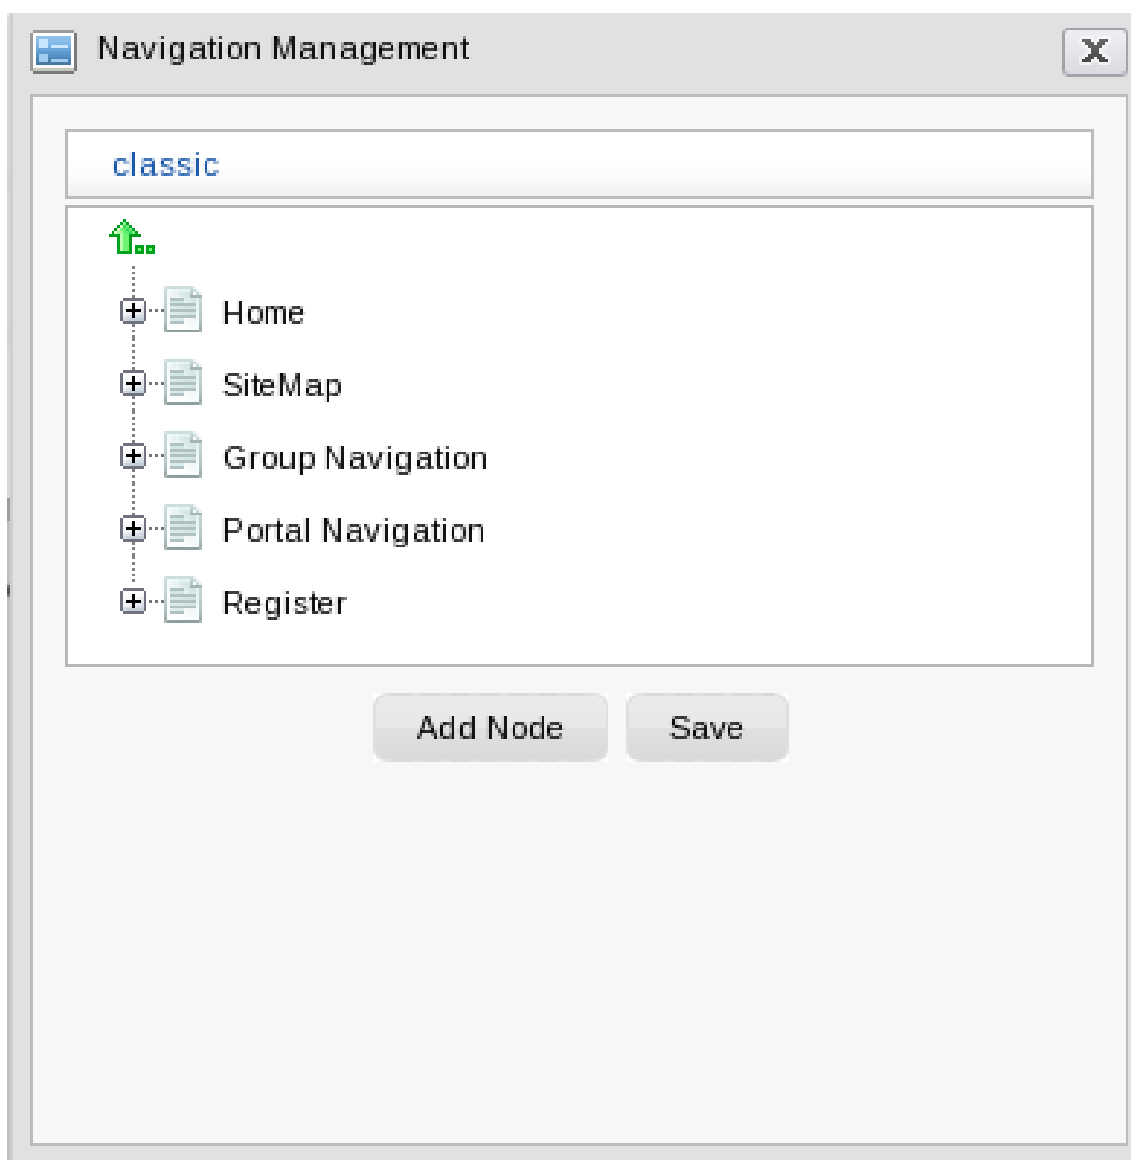 Navigation Management
X
classic
Home
SiteMap
Group Navigation
Portal Navigation
Register
Add Node
Save